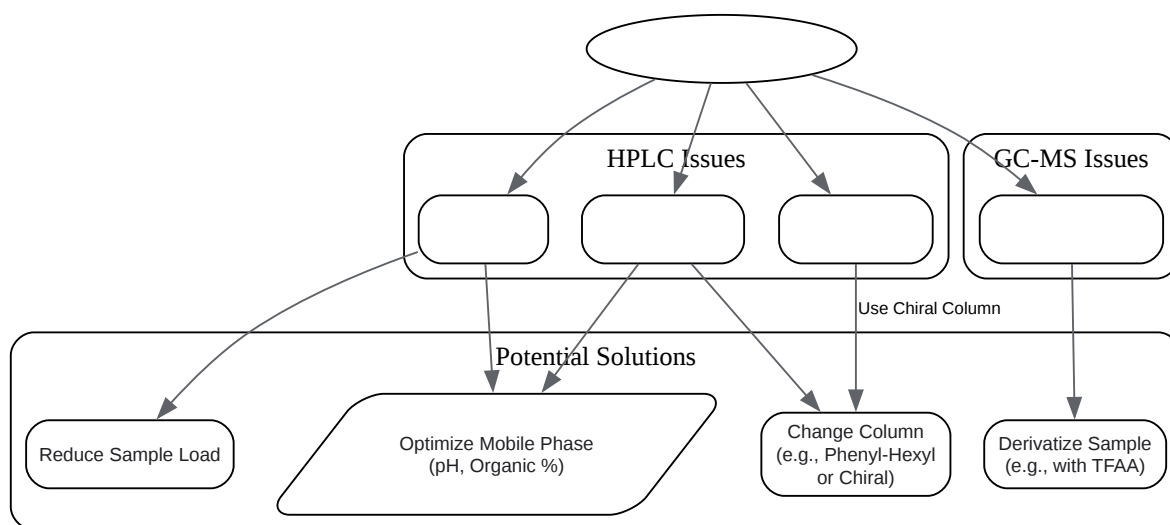 HPLC Issues
GC-MS Issues
Use Chiral Column
Potential Solutions
Reduce Sample Load
Optimize Mobile Phase
(pH, Organic %)
Change Column
(e.g., Phenyl-Hexyl
or Chiral)
Derivatize Sample
(e.g., with TFAA)